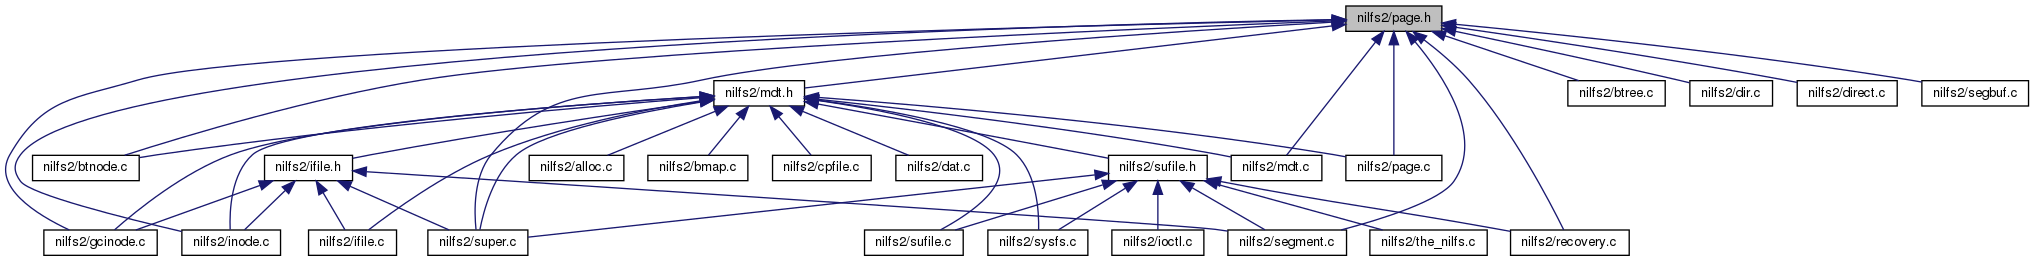 nilfs2/page.h
nilfs2/mdt.h
nilfs2/btree.c
nilfs2/dir.c
nilfs2/direct.c
nilfs2/segbuf.c
nilfs2/btnode.c
nilfs2/ifile.h
nilfs2/alloc.c
nilfs2/bmap.c
nilfs2/cpfile.c
nilfs2/dat.c
nilfs2/sufile.h
nilfs2/mdt.c
nilfs2/page.c
nilfs2/gcinode.c
nilfs2/inode.c
nilfs2/ifile.c
nilfs2/super.c
nilfs2/sufile.c
nilfs2/sysfs.c
nilfs2/ioctl.c
nilfs2/segment.c
nilfs2/the_nilfs.c
nilfs2/recovery.c